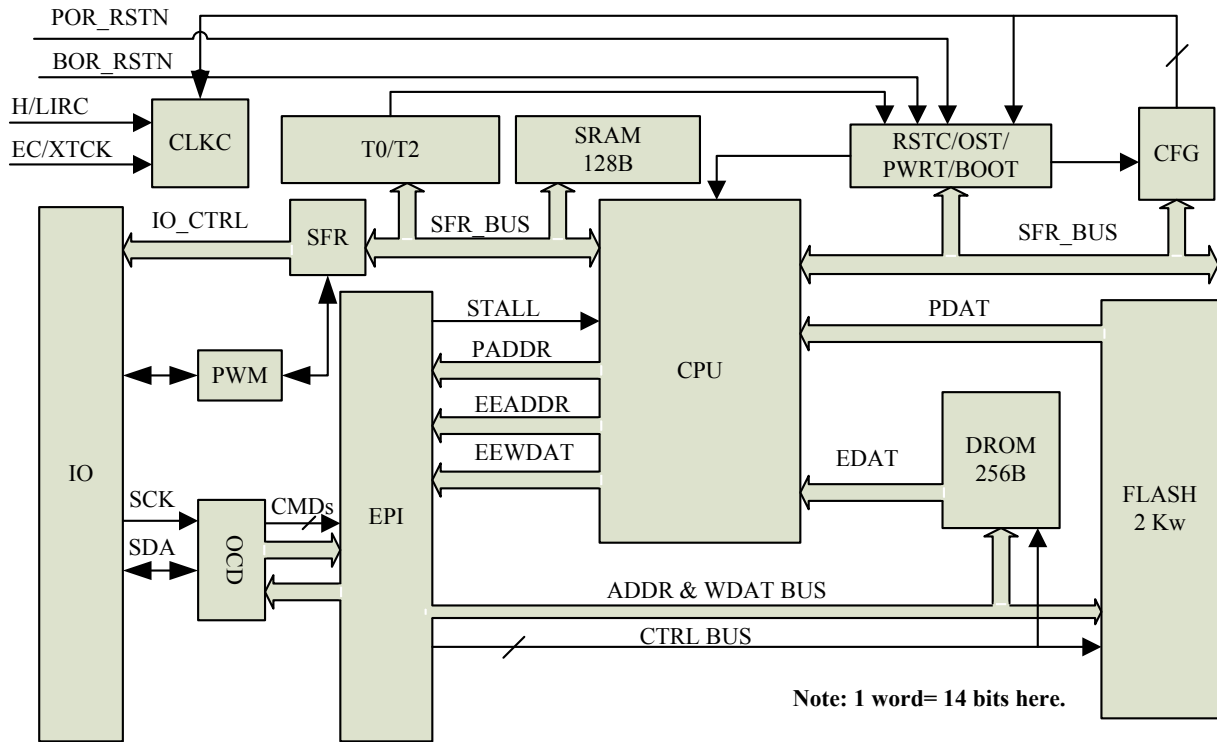 POR_RSTN
BOR_RSTN
H/LIRC
EC/XTCK
CLKC
T0/T2
SRAM
128B
RSTC/OST/
PWRT/BOOT
CFG
IO_CTRL
SFR
SFR_BUS
SFR_BUS
STALL
PDAT
PADDR
CPU
PWM
EEADDR
EEWDAT
EDAT
DROM
256B
IO
SCK
CMDs
EPI
FLASH
2 Kw
SDA
OCD
ADDR & WDAT BUS
CTRL BUS
Note: 1 word= 14 bits here.